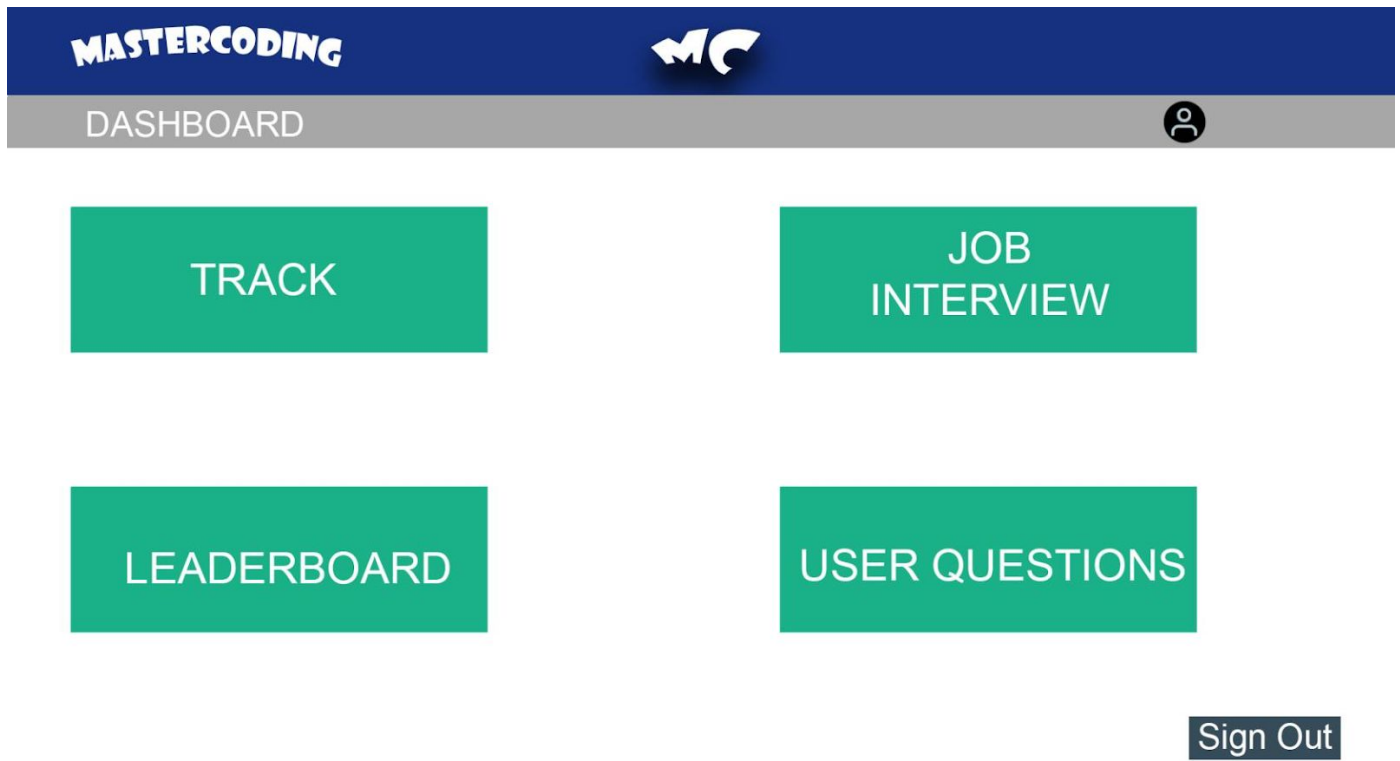 MASTERCODING
MC
DASHBOARD
TRACK
JOB
INTERVIEW
LEADERBOARD
USER QUESTIONS
Sign Out